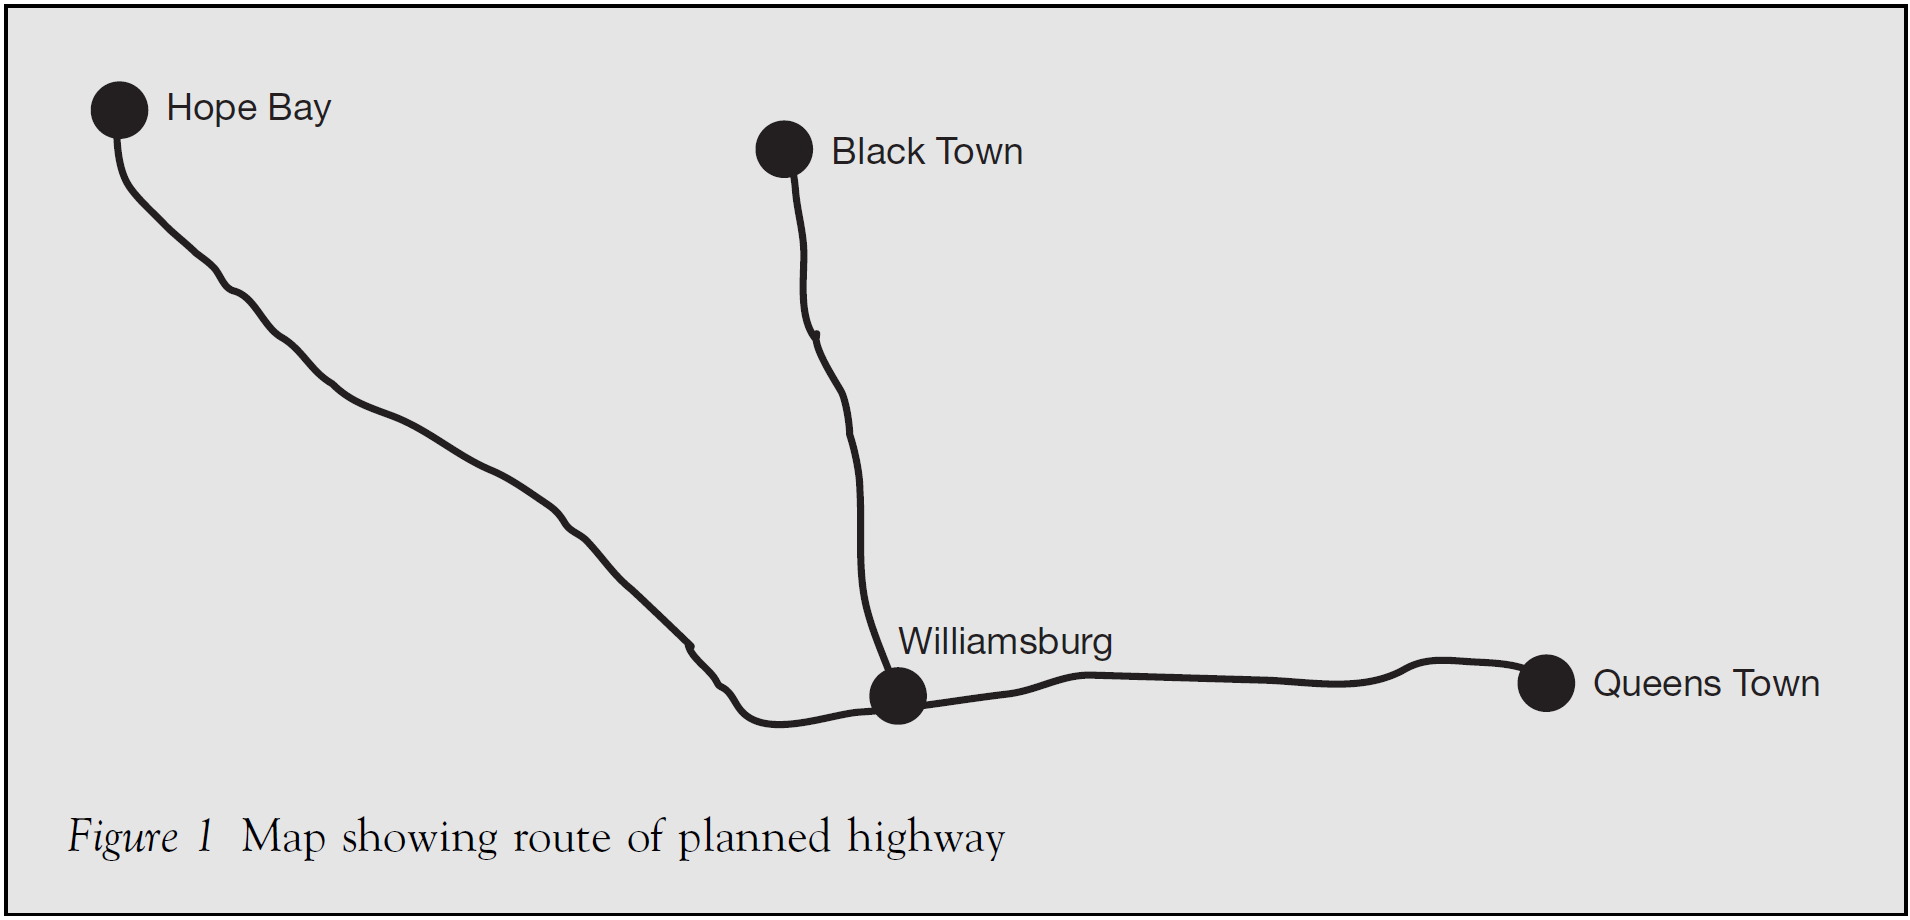 Hope Bay
Black Town
Williamsburg
Queens Town
Figure 1 Map showing route of planned highway